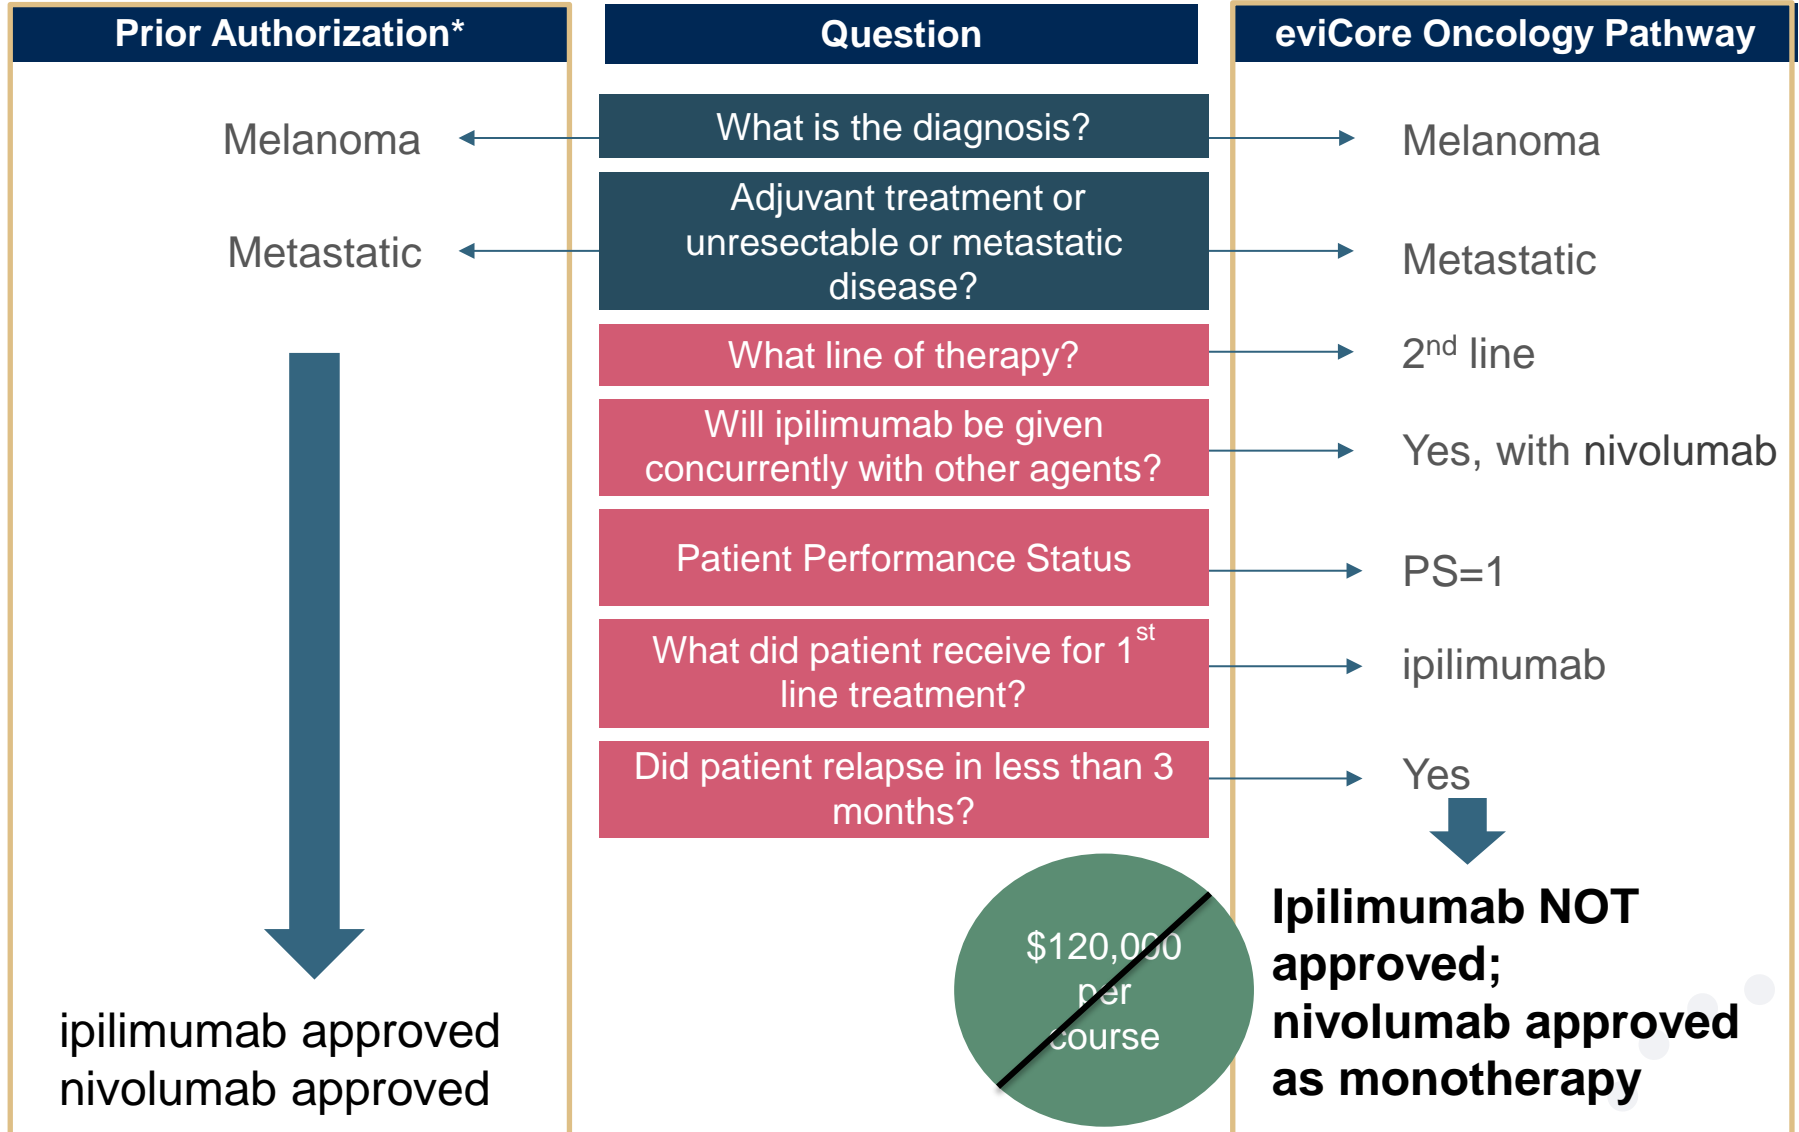 Prior Authorization*
Question
eviCore Oncology Pathway
Melanoma
What is the diagnosis?
Melanoma
Metastatic
Adjuvant treatment or
unresectable or metastatic
disease?
Metastatic
What line of therapy?
2nd line
Will ipilimumab be given
concurrently with other agents?
Yes, with nivolumab
Patient Performance Status
PS=1
What did patient receive for 1st
line treatment?
ipilimumab
Did patient relapse in less than 3
months?
Yes
ipilimumab approved
nivolumab approved
$120,000
per
course
Ipilimumab NOT
approved;
nivolumab approved
as monotherapy